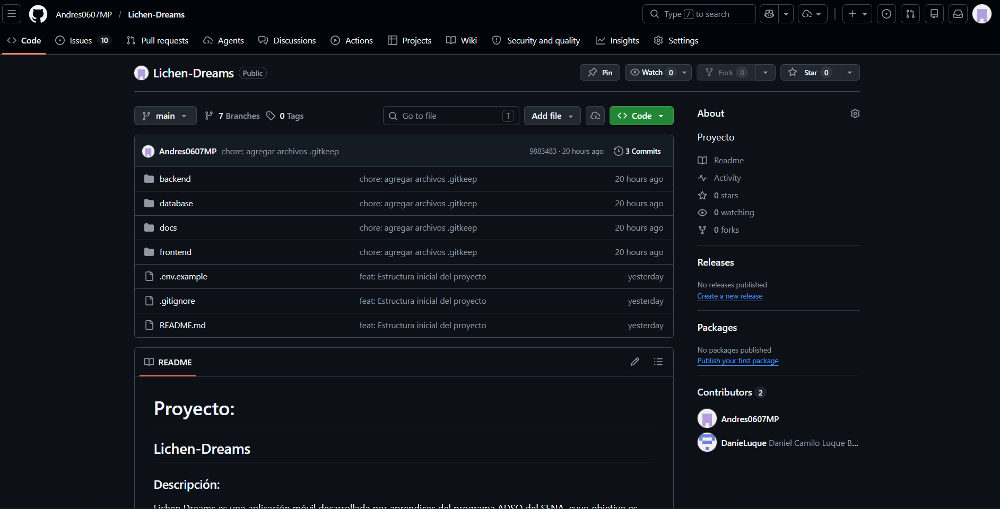 Andres0607MP / Lichen-Dreams
Type / to search
Code Issues 10 Pull requests Agents Discussions Actions Projects Wiki Security and quality Insights Settings
Lichen-Dreams Public
Pin Watch 0 Fork 0 Star 0
main 7 Branches 0 Tags
Go to file T Add file Code
Andres0607MP chore: agregar archivos .gitkeep 9883483 · 20 hours ago 3 Commits
backend chore: agregar archivos .gitkeep 20 hours ago
database chore: agregar archivos .gitkeep 20 hours ago
docs chore: agregar archivos .gitkeep 20 hours ago
frontend chore: agregar archivos .gitkeep 20 hours ago
.env.example feat: Estructura inicial del proyecto yesterday
.gitignore feat: Estructura inicial del proyecto yesterday
README.md feat: Estructura inicial del proyecto yesterday
README
Proyecto:
Lichen-Dreams
Descripción:
Lichen Dreams es una aplicación móvil desarrollada por aprendices del programa ADSO del SENA, cuyo objetivo es
About
Proyecto
Readme
Activity
0 stars
0 watching
0 forks
Releases
No releases published
Create a new release
Packages
No packages published
Publish your first package
Contributors 2
Andres0607MP
DanieLuque Daniel Camilo Luque B...